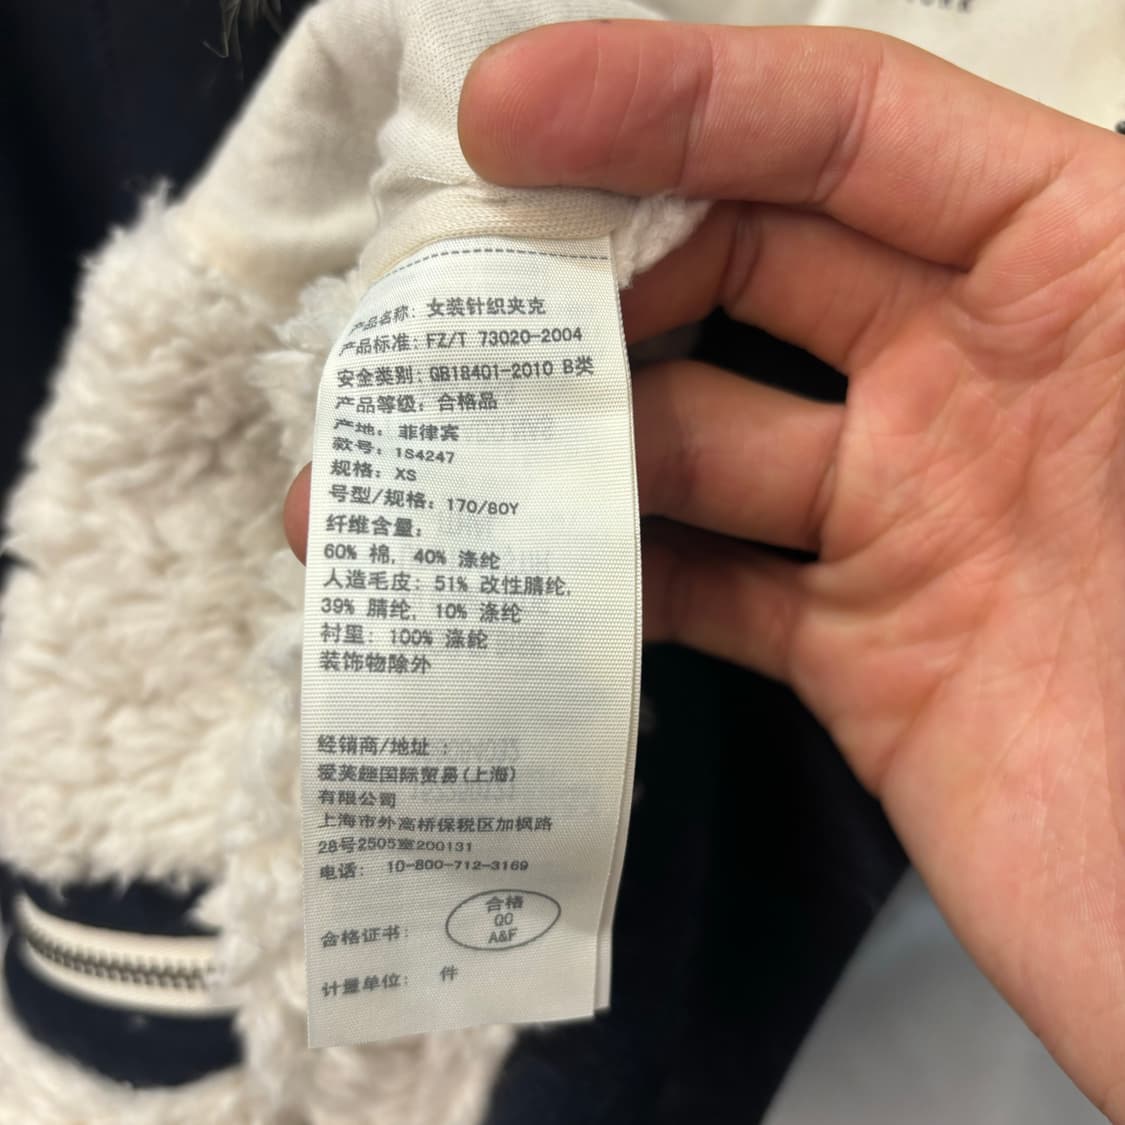 产品名称: 女装针织夹克
产品标准: FZ/T 73020-2004
安全类别: GB18401-2010 B类
产品等级: 合格品
产地: 菲律宾
款号: 1S4247
规格: XS
号型/规格: 170/80Y
纤维含量:
60% 棉, 40% 涤纶
人造毛皮: 51% 改性腈纶,
39% 腈纶, 10% 涤纶
衬里: 100% 涤纶
装饰物除外
经销商/地址 :
爱芙趣国际贸易(上海)
有限公司
上海市外高桥保税区加枫路
28号2505室200131
电话: 10-800-712-3169
合格证书:
合格
QC
A&F
计量单位: 件